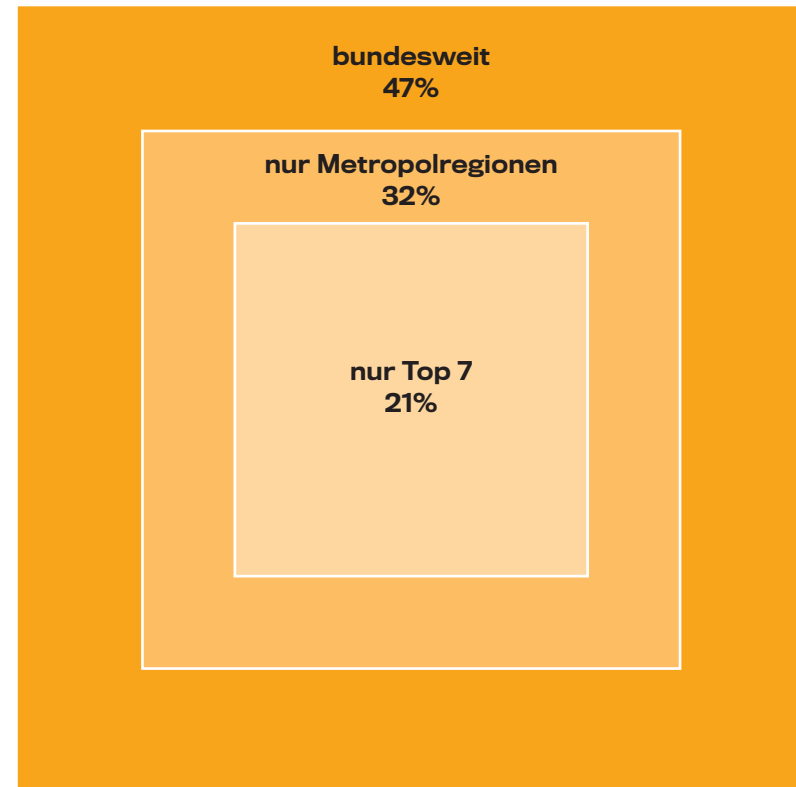 bundesweit
47%
nur Metropolregionen
32%
nur Top 7
21%